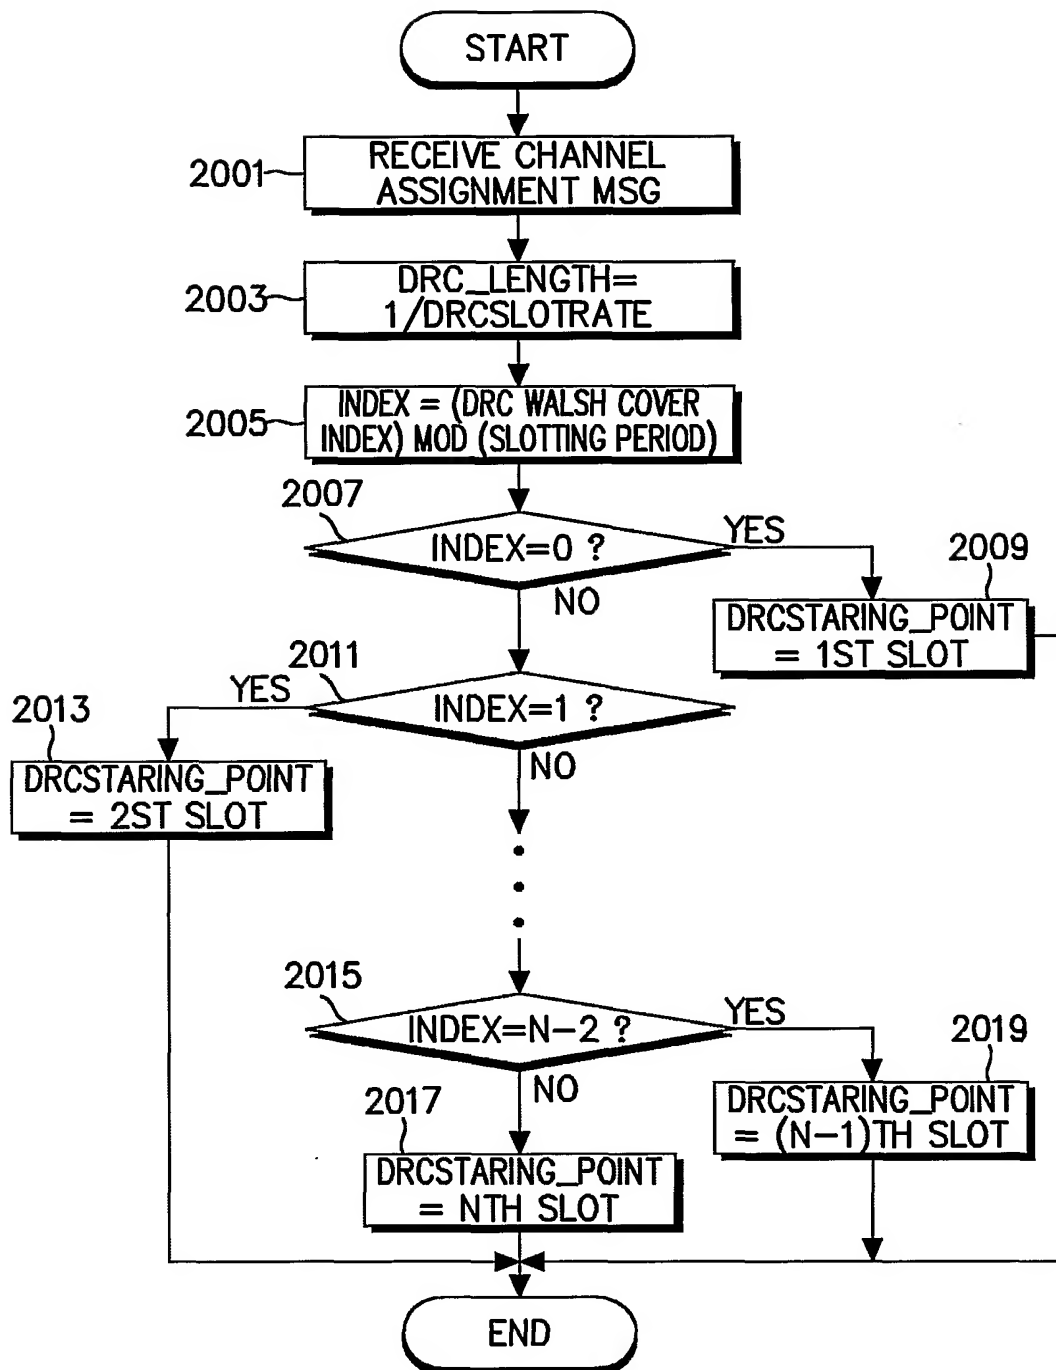 START
2001
RECEIVE CHANNEL
ASSIGNMENT MSG
2003
DRC_LENGTH=
1/DRCSLOTRATE
2005
INDEX = (DRC WALSH COVER
INDEX) MOD (SLOTTING PERIOD)
2007
INDEX=0 ?
YES
NO
2009
DRCSTARING_POINT
= 1ST SLOT
2011
INDEX=1 ?
YES
NO
2013
DRCSTARING_POINT
= 2ST SLOT
2015
INDEX=N-2 ?
YES
NO
2019
DRCSTARING_POINT
= (N-1)TH SLOT
2017
DRCSTARING_POINT
= NTH SLOT
END